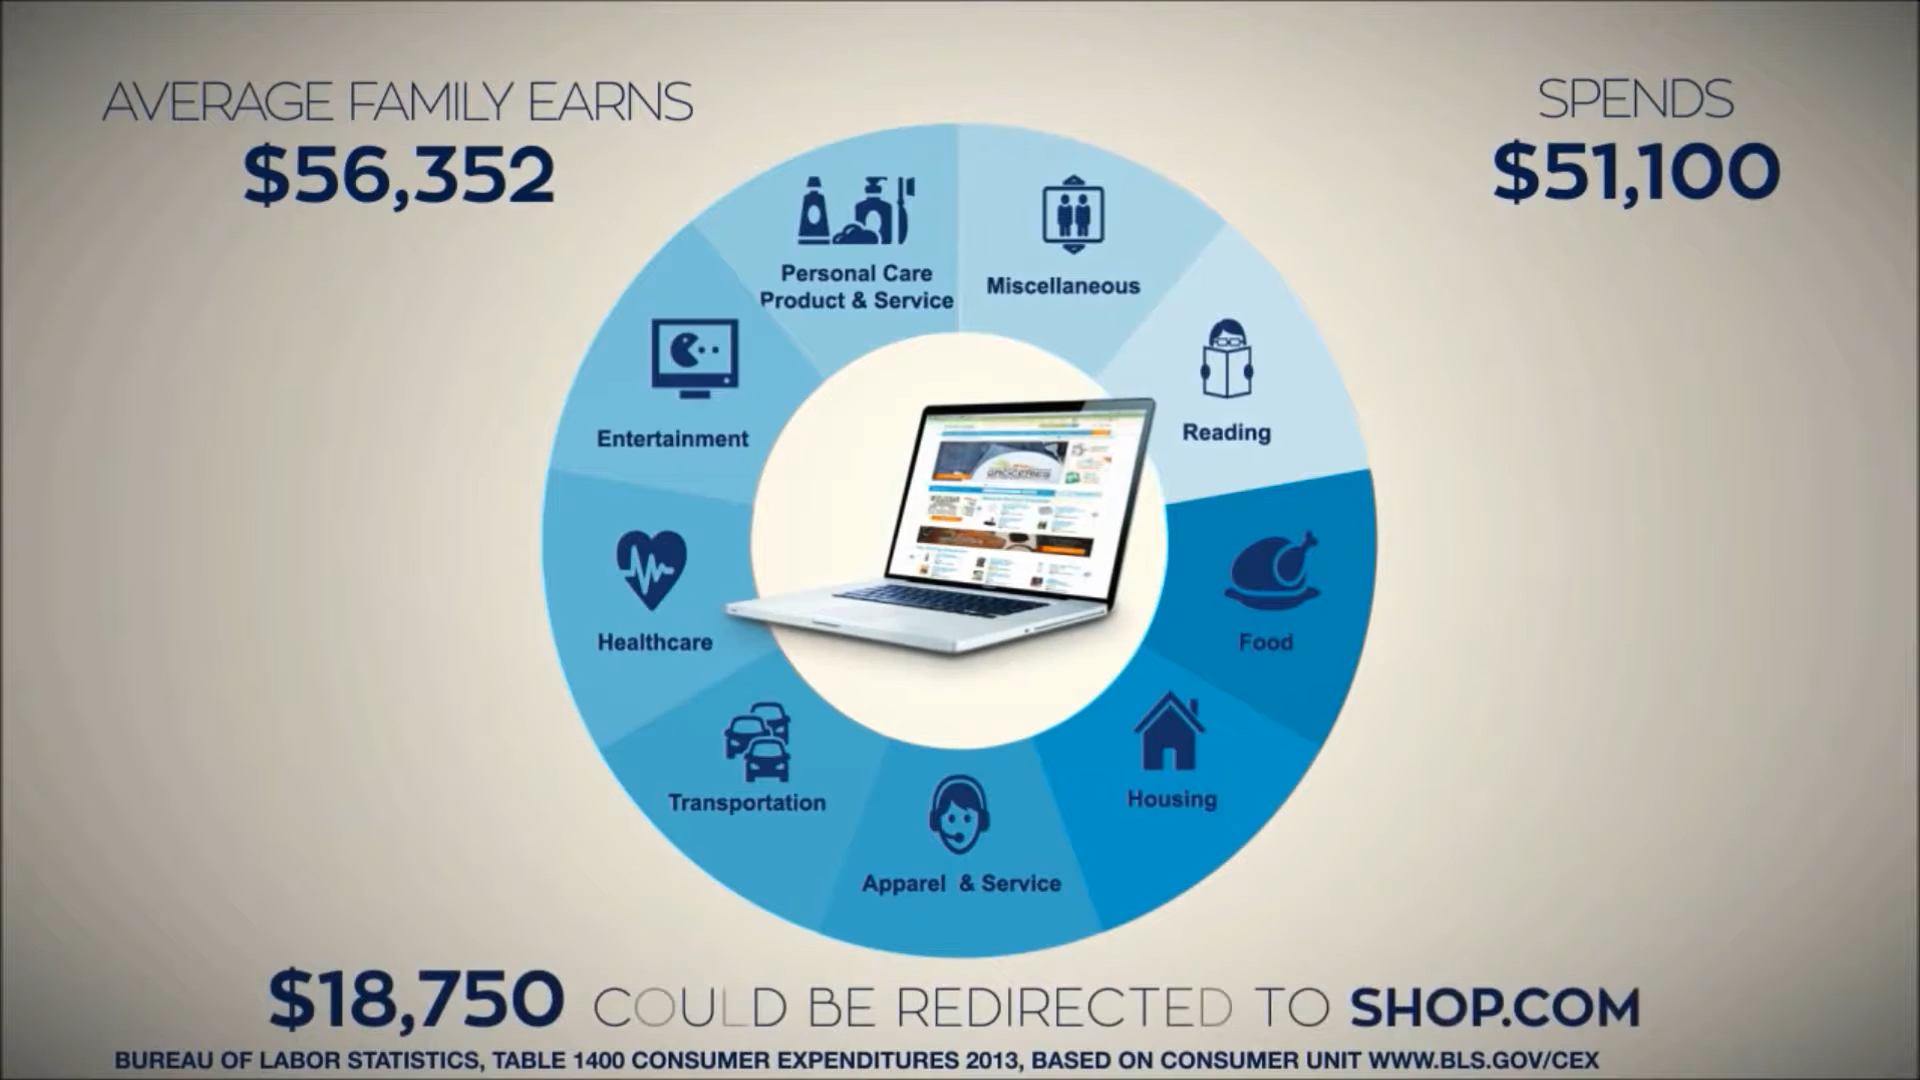 AVERAGE FAMILY EARNS
$56,352
SPENDS
$51,100
Personal Care
Product & Service
Miscellaneous
Entertainment
Reading
GROCERIES
Healthcare
Food
Transportation
Housing
Apparel & Service
$18,750 COULD BE REDIRECTED TO SHOP.COM
BUREAU OF LABOR STATISTICS, TABLE 1400 CONSUMER EXPENDITURES 2013, BASED ON CONSUMER UNIT WWW.BLS.GOV/CEX